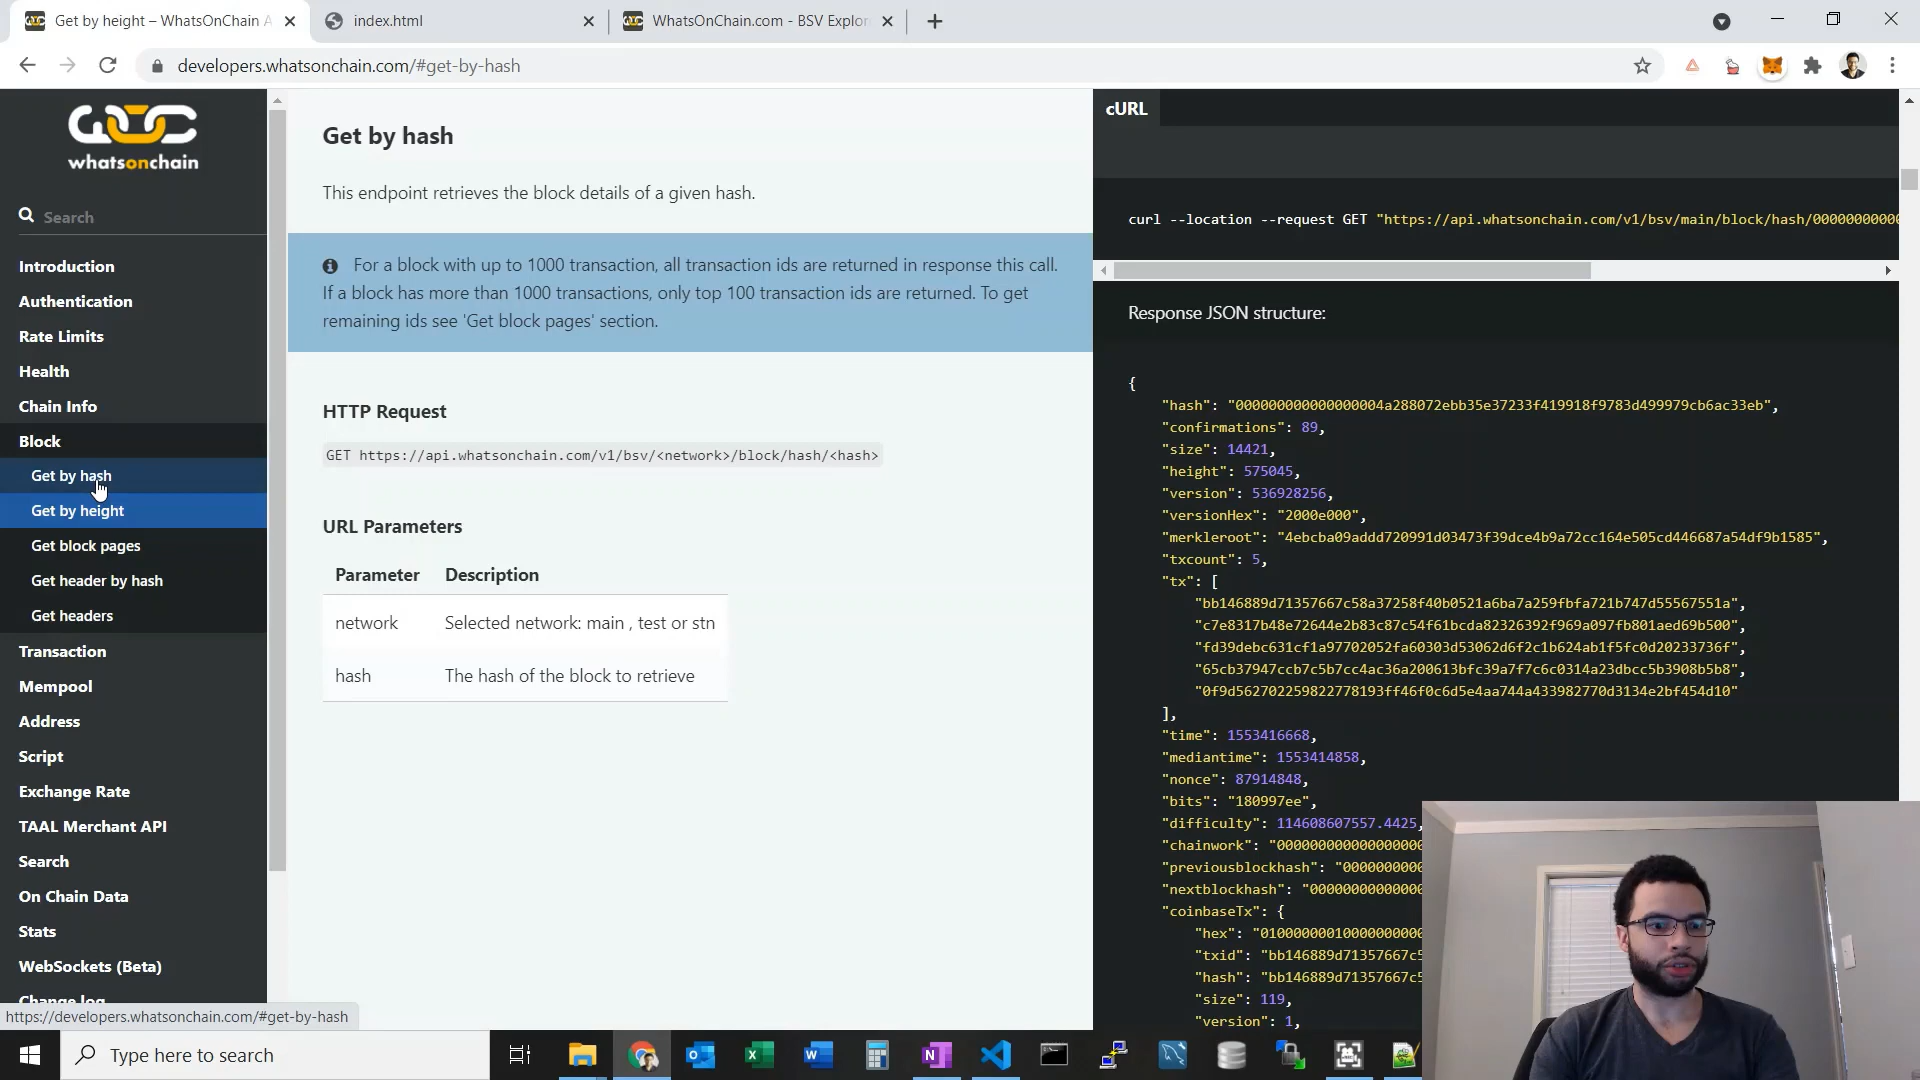 Get by height – WhatsOnChain A
index.html
WhatsOnChain.com - BSV Explor
developers.whatsonchain.com/#get-by-hash
whatsonchain
Search
Introduction
Authentication
Rate Limits
Health
Chain Info
Block
Get by hash
Get by height
Get block pages
Get header by hash
Get headers
Transaction
Mempool
Address
Script
Exchange Rate
TAAL Merchant API
Search
On Chain Data
Stats
WebSockets (Beta)
Change log
https://developers.whatsonchain.com/#get-by-hash
Get by hash
This endpoint retrieves the block details of a given hash.
For a block with up to 1000 transaction, all transaction ids are returned in response this call.
If a block has more than 1000 transactions, only top 100 transaction ids are returned. To get
remaining ids see 'Get block pages' section.
HTTP Request
GET https://api.whatsonchain.com/v1/bsv/<network>/block/hash/<hash>
URL Parameters
Parameter Description
network Selected network: main , test or stn
hash The hash of the block to retrieve
cURL
curl --location --request GET "https://api.whatsonchain.com/v1/bsv/main/block/hash/00000000000
Response JSON structure:
{
"hash": "000000000000000004a288072ebb35e37233f419918f9783d499979cb6ac33eb",
"confirmations": 89,
"size": 14421,
"height": 575045,
"version": 536928256,
"versionHex": "2000e000",
"merkleroot": "4ebcba09addd720991d03473f39dce4b9a72cc164e505cd446687a54df9b1585",
"txcount": 5,
"tx": [
"bb146889d71357667c58a37258f40b0521a6ba7a259fbfa721b747d55567551a",
"c7e8317b48e72644e2b83c87c54f61bcda82326392f969a097fb801aed69b500",
"fd39debc631cf1a97702052fa60303d53062d6f2c1b624ab1f5fc0d20233736f",
"65cb37947ccb7c5b7cc4ac36a200613bfc39a7f7c6c0314a23dbcc5b3908b5b8",
"0f9d562702259822778193ff46f0c6d5e4aa744a433982770d3134e2bf454d10"
],
"time": 1553416668,
"mediantime": 1553414858,
"nonce": 87914848,
"bits": "180997ee",
"difficulty": 114608607557.4425,
"chainwork": "0000000000000000
"previousblockhash": "0000000000
"nextblockhash": "00000000000000
"coinbaseTx": {
"hex": "01000000010000000000
"txid": "bb146889d71357667c5
"hash": "bb146889d71357667c5
"size": 119,
"version": 1,
Type here to search